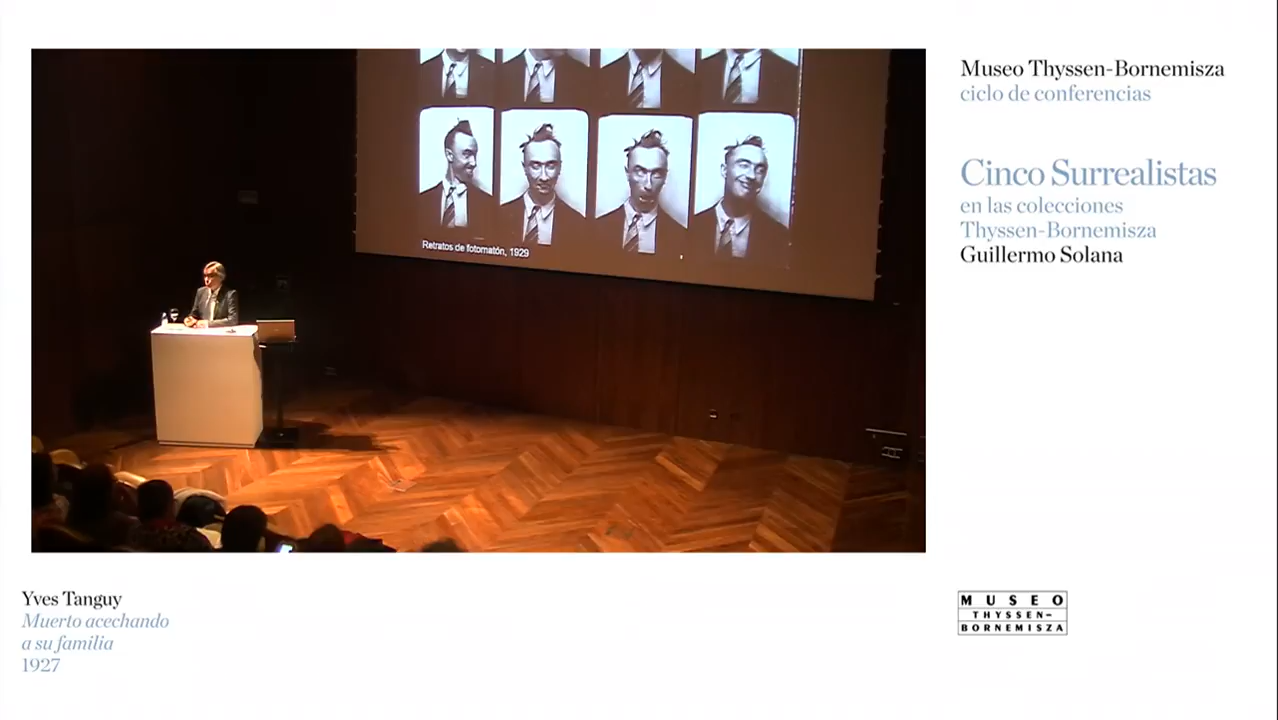 Museo Thyssen-Bornemisza
ciclo de conferencias
Cinco Surrealistas
en las colecciones
Thyssen-Bornemisza
Guillermo Solana
Retratos de fotomatón, 1929
Yves Tanguy
Muerto acechando
a su familia
1927
MUSEO
THYSSEN-
BORNEMISZA